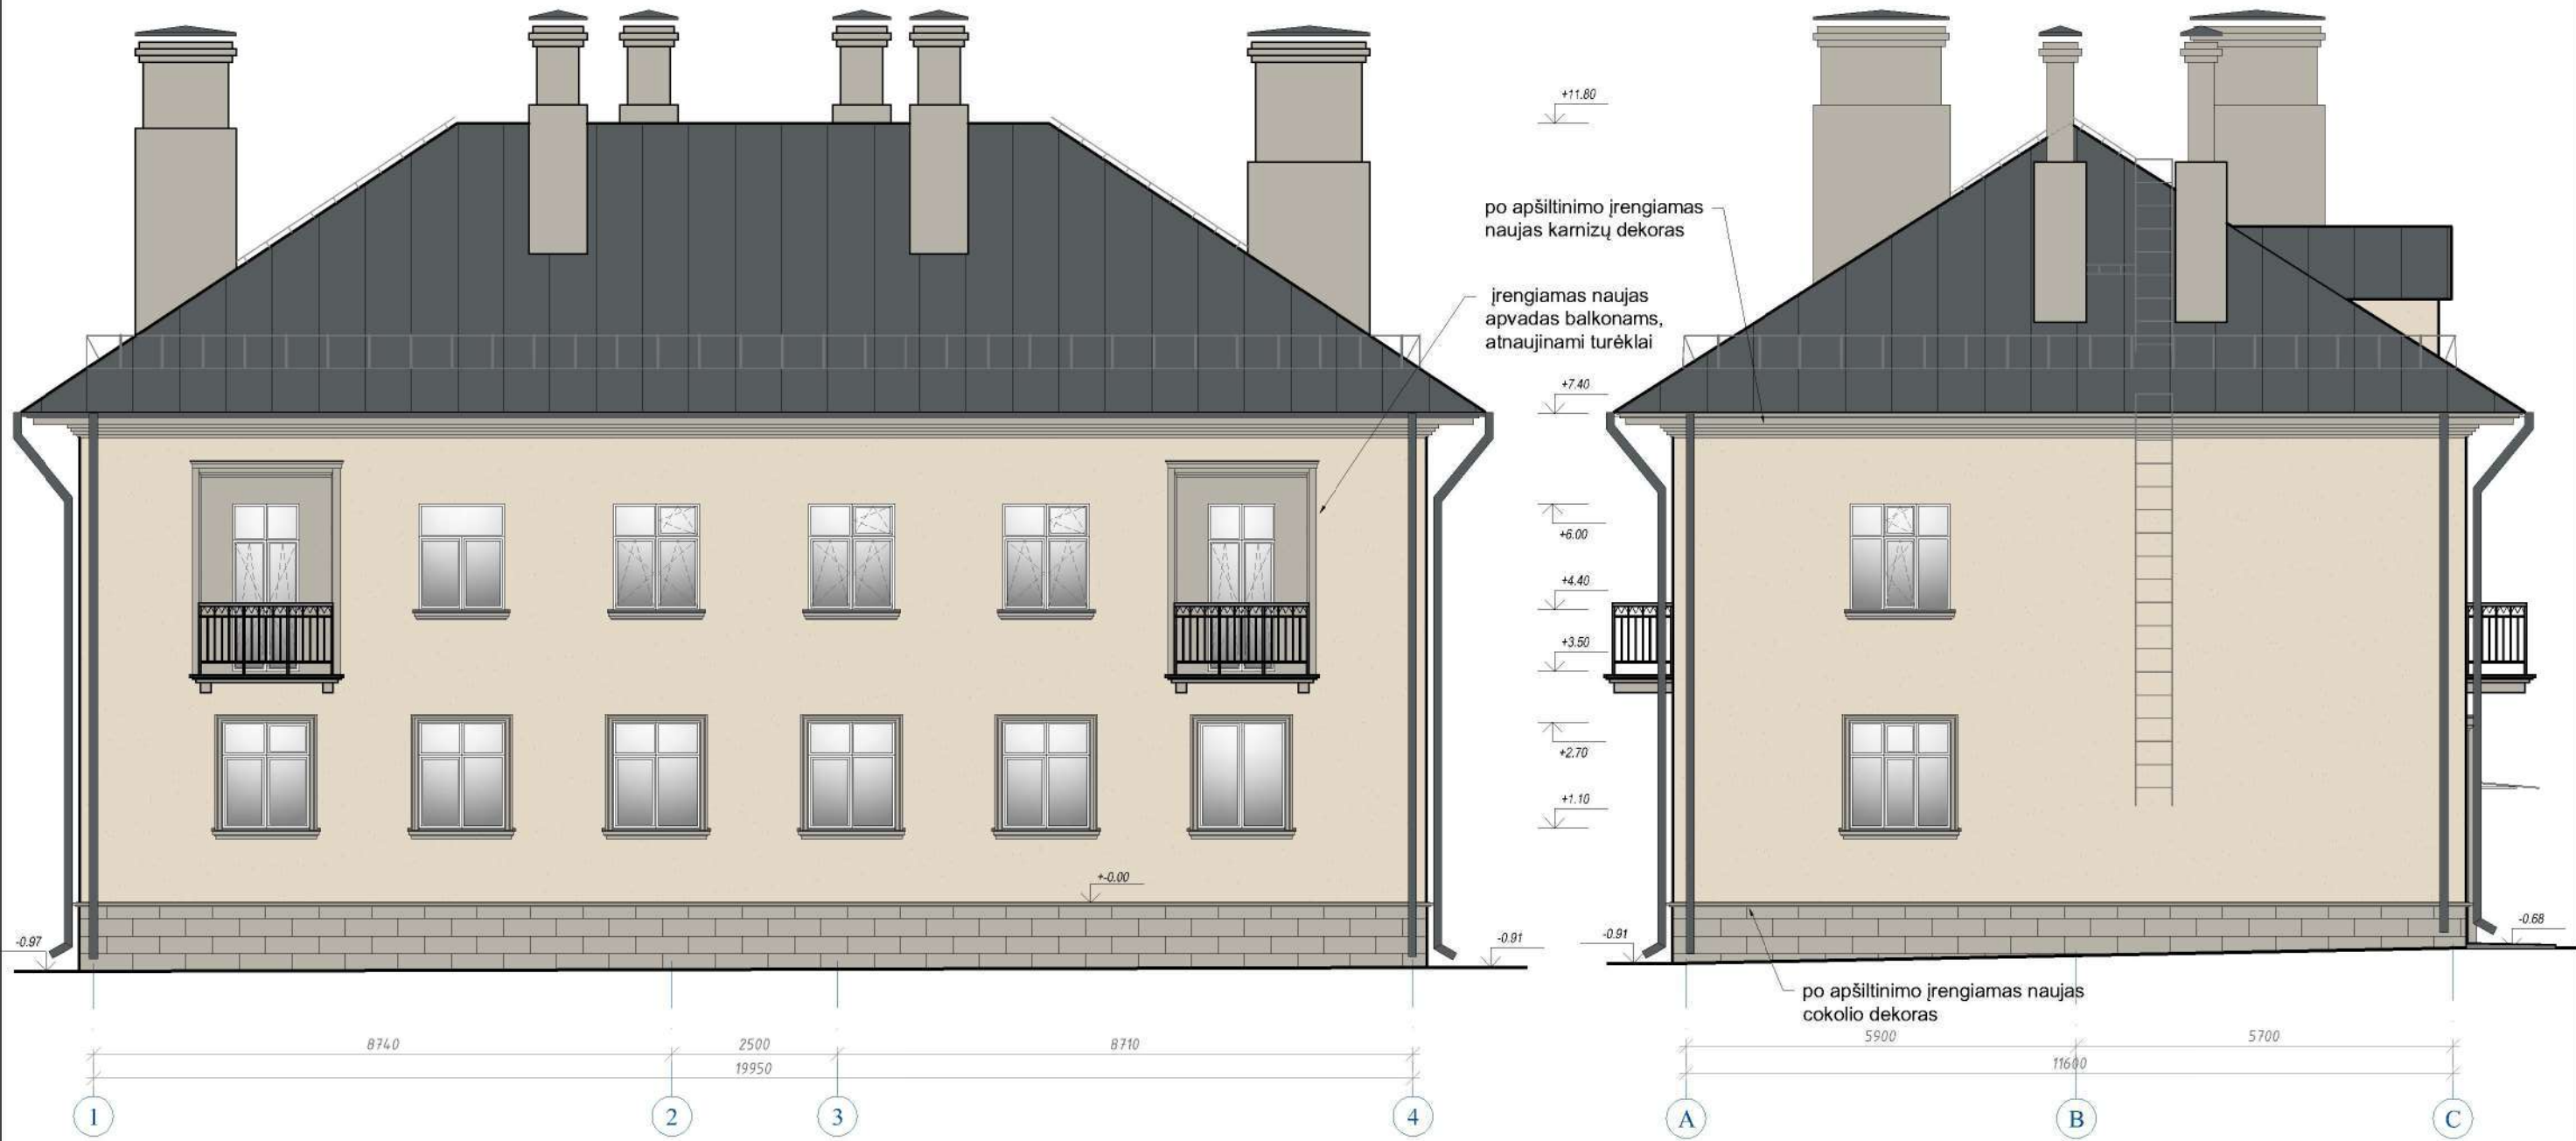 +11.80
po apšiltinimo įrengiamas
naujas karnizų dekoras
įrengiamas naujas
apvadas balkonams,
atnaujinami turėklai
+7.40
+6.00
+4.40
+3.50
+2.70
+1.10
+-0.00
-0.97
-0.91
-0.91
-0.68
po apšiltinimo įrengiamas naujas
cokolio dekoras
8740
2500
8710
19950
5900
5700
11600
1
2
3
4
A
B
C